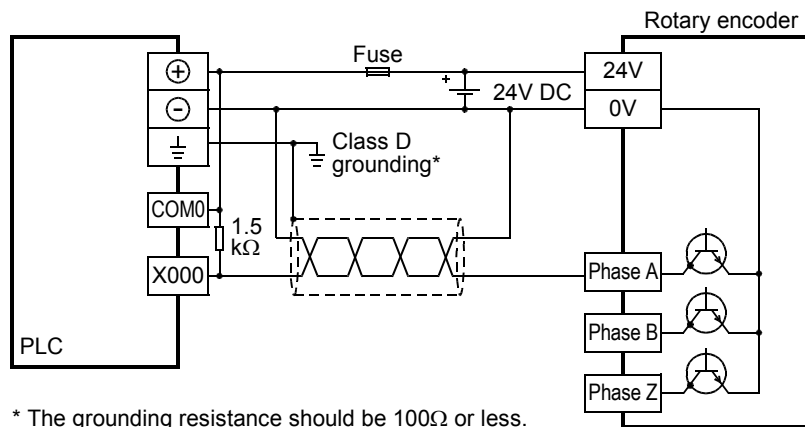 Rotary encoder
Fuse
+
24V DC
24V
0V
⊕
⊖
Class D
grounding*
COM0
1.5
kΩ
X000
PLC
Phase A
Phase B
Phase Z
* The grounding resistance should be 100Ω or less.